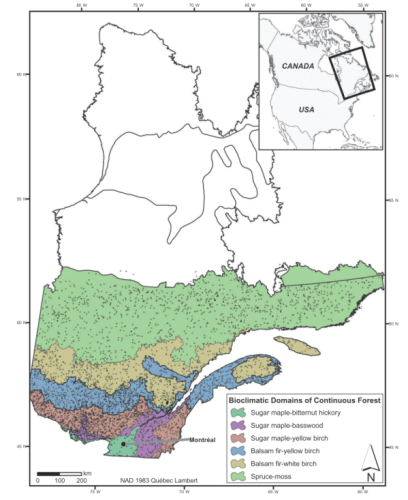 CANADA
USA
Montréal
Bioclimatic Domains of Continuous Forest
Sugar maple-bitternut hickory
Sugar maple-basswood
Sugar maple-yellow birch
Balsam fir-yellow birch
Balsam fir-white birch
Spruce-moss
km
0 100 200
NAD 1983 Québec Lambert
N